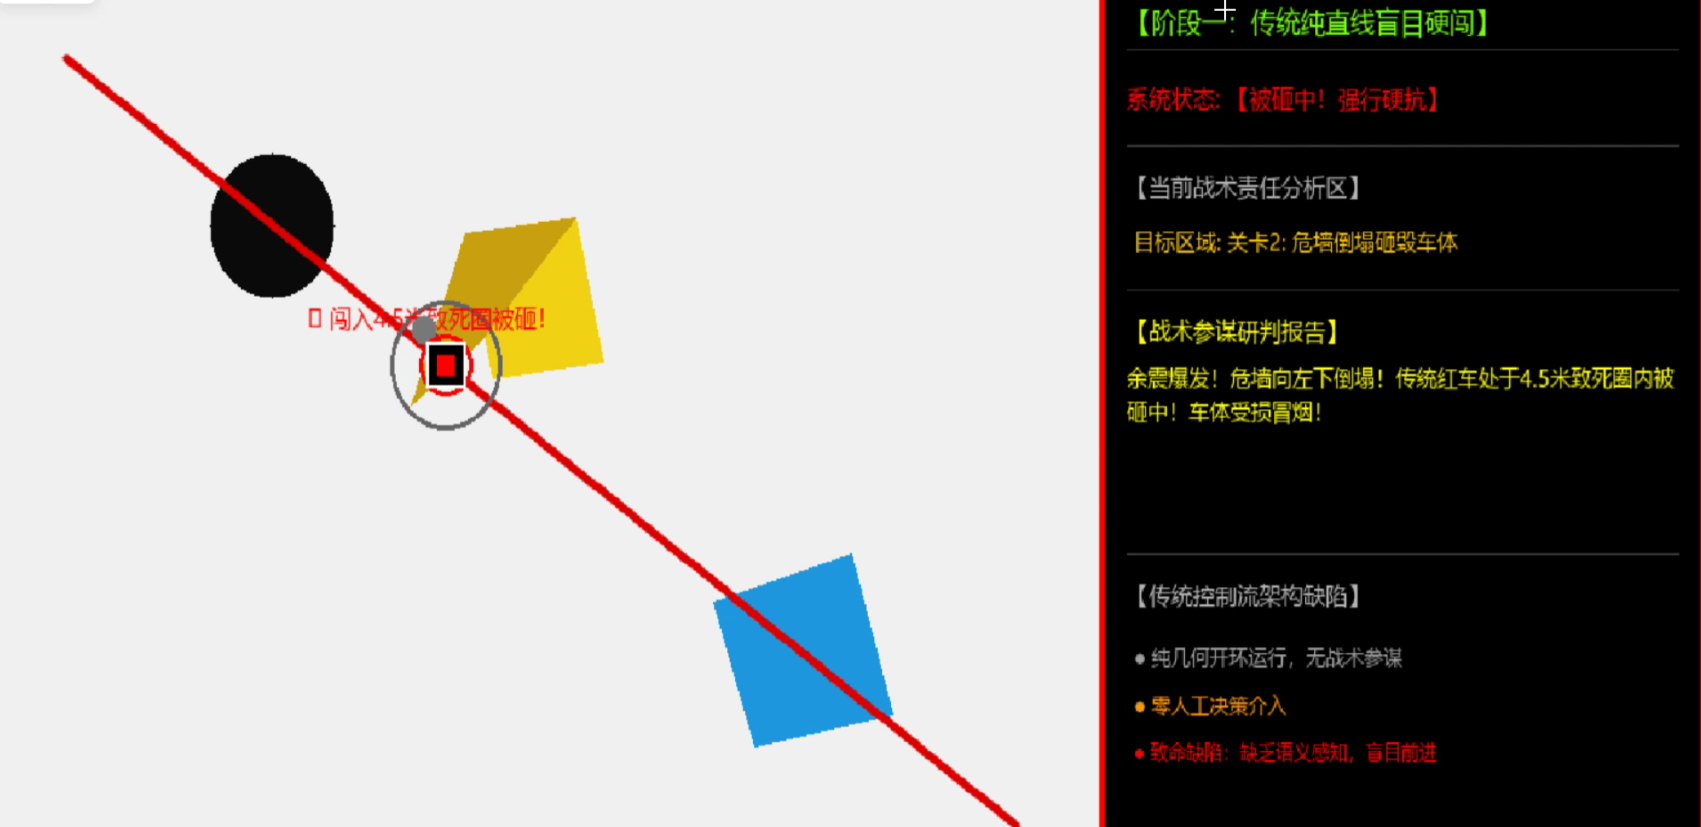 【阶段一：传统纯直线盲目硬闯】
系统状态:【被砸中！强行硬抗】
【当前战术责任分析区】
目标区域: 关卡2: 危墙倒塌砸毁车体
【战术参谋研判报告】
余震爆发！危墙向左下倒塌！传统红车处于4.5米致死圈内被
砸中！车体受损冒烟！
【传统控制流架构缺陷】
● 纯几何开环运行，无战术参谋
● 零人工决策介入
● 致命缺陷：缺乏语义感知，盲目前进
闯入4.5米致死圈被砸！